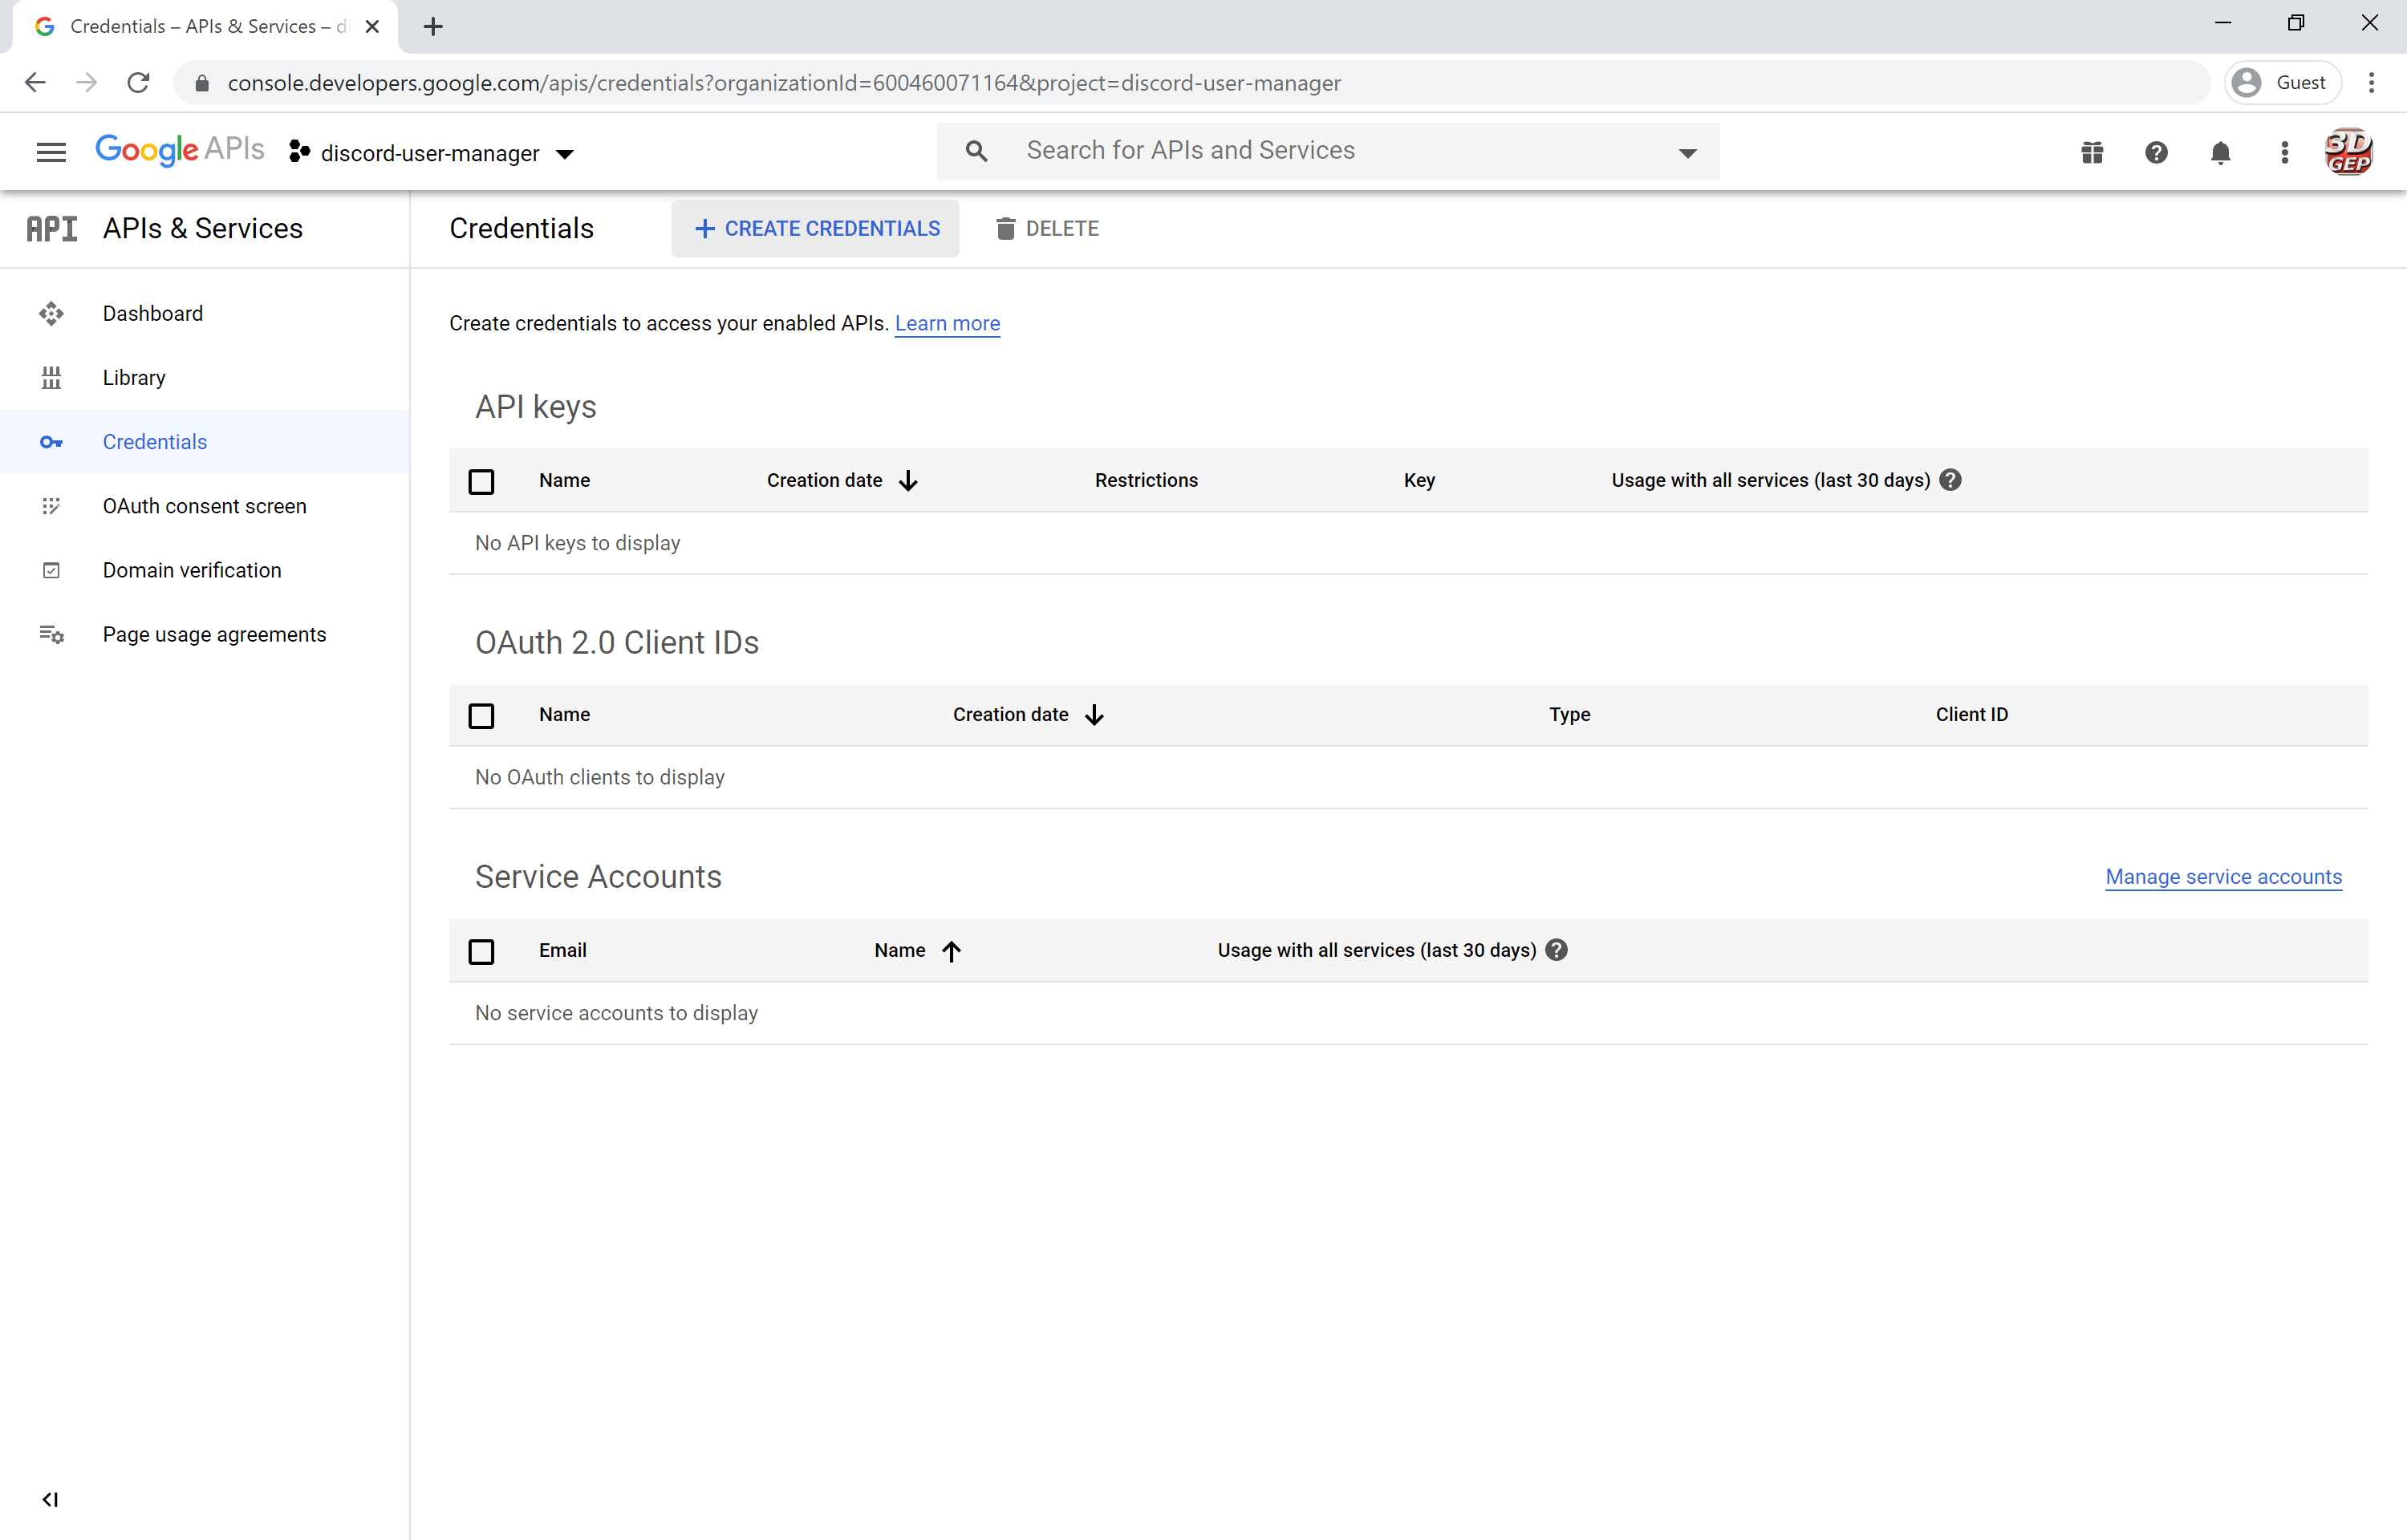 Credentials – APIs & Services – di
console.developers.google.com/apis/credentials?organizationId=600460071164&project=discord-user-manager
Guest
Google APIs
discord-user-manager
Search for APIs and Services
3D
GEP
API
APIs & Services
Credentials
CREATE CREDENTIALS
DELETE
Dashboard
Library
Credentials
OAuth consent screen
Domain verification
Page usage agreements
Create credentials to access your enabled APIs. Learn more
API keys
Name Creation date Restrictions Key Usage with all services (last 30 days)
No API keys to display
OAuth 2.0 Client IDs
Name Creation date Type Client ID
No OAuth clients to display
Service Accounts
Manage service accounts
Email Name Usage with all services (last 30 days)
No service accounts to display